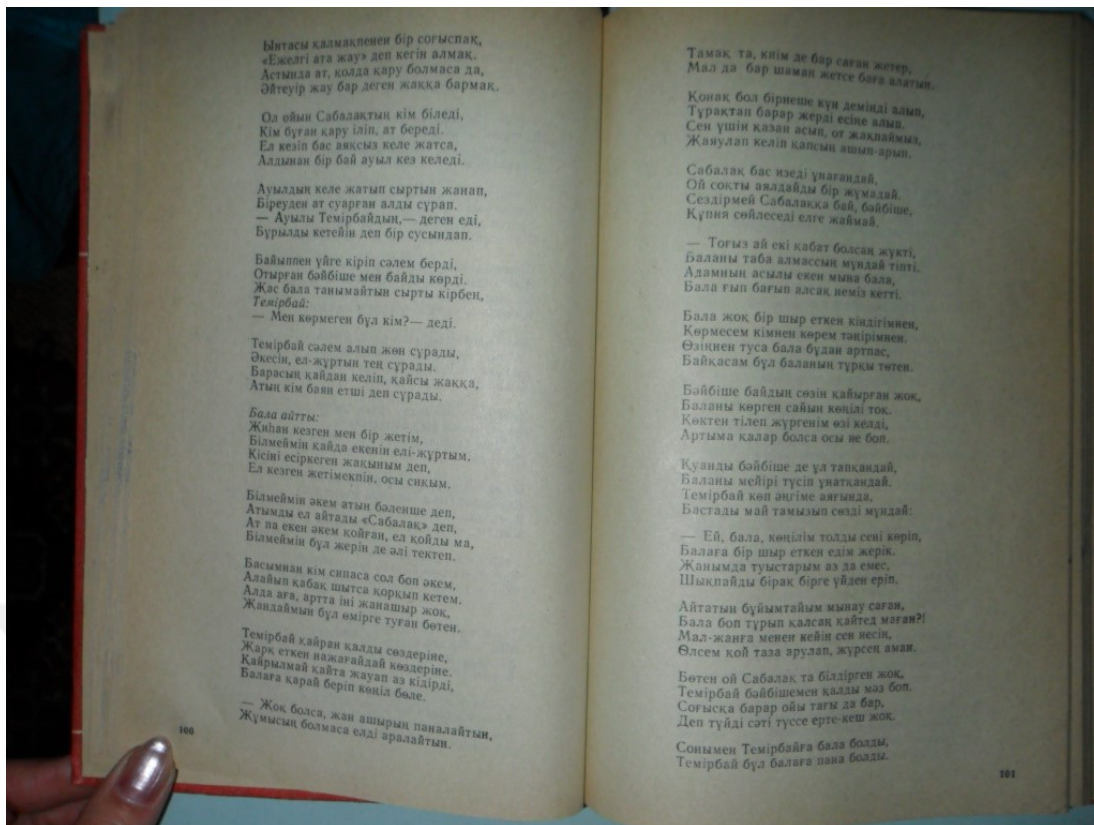 Ынтасы қалмақпенен бір соғыспақ,
«Ежелгі ата жау» деп кегін алмақ.
Астында ат, қолда қару болмаса да,
Әйтеуір жау бар деген жаққа бармақ.
Ол ойын Сабалақтың кім біледі,
Кім бұған қару іліп, ат береді.
Ел кезіп бас аяқсыз келе жатса,
Алдынан бір бай ауыл кез келеді.
Ауылдың келе жатып сыртын жанап,
Біреуден ат суарған алды сұрап.
— Ауылы Темірбайдың,— деген еді,
Бұрылды кетейін деп бір сусындап.
Байыппен үйге кіріп сәлем берді,
Отырған бәйбіше мен байды көрді.
Жас бала танымайтын сырты кірбең,
Темірбай:
— Мен көрмеген бұл кім?— деді.
Темірбай сәлем алып жөн сұрады,
Әкесін, ел-жұртын тең сұрады.
Барасың қайдан келіп, қайсы жаққа,
Атың кім баян етші деп сұрады.
Бала айтты:
Жиһан кезген мен бір жетім,
Білмеймін қайда екенін елі-жұртым.
Кісіні есіркеген жақыным деп,
Ел кезген жетімекпін, осы сиқым.
Білмеймін әкем атын бәленше деп,
Атымды ел айтады «Сабалақ» деп,
Ат па екен әкем қойған, ел қойды ма,
Білмеймін бұл жерін де әлі тектеп.
Басымнан кім сипаса сол боп әкем,
Алайып қабақ шытса қорқып кетем.
Алда аға, артта іні жанашыр жоқ,
Жандаймын бұл өмірге туған бөтен.
Темірбай қайран қалды сөздеріне,
Жарқ еткен нажағайдай көздеріне.
Қайрылмай қайта жауап аз кідірді,
Балаға қарай беріп көңіл бөле.
— Жоқ болса, жан ашырың паналайтын,
Жұмысың болмаса елді аралайтын.
100
Тамақ та, киім де бар саған жетер,
Мал да бар шамаң жетсе баға алатын.
Қонақ бол бірнеше күн деміңді алып,
Тұрақтап барар жерді есіңе алып.
Сен үшін қазан асып, от жақпаймыз,
Жаяулап келіп қапсың ашып-арып.
Сабалақ бас изеді ұнағандай,
Ой соқты аялдайды бір жұмадай.
Сездірмей Сабалаққа бай, бәйбіше,
Құпия сөйлеседі елге жаймай.
— Тоғыз ай екі қабат болсаң жүкті,
Баланы таба алмассың мұндай тіпті.
Адамның асылы екен мына бала,
Бала ғып бағып алсақ неміз кетті.
Бала жоқ бір шыр еткен кіндігімнен,
Көрмесем кімнен көрем тәңірімнен.
Өзіңнен туса бала бұдан артпас,
Байқасам бұл баланың тұрқы төтен.
Бәйбіше байдың сөзін қайырған жоқ,
Баланы көрген сайын көңілі тоқ.
Көктен тілеп жүргенім өзі келді,
Артыма қалар болса осы не боп.
Қуанды бәйбіше де ұл тапқандай,
Баланы мейірі түсіп ұнатқандай.
Темірбай көп әңгіме аяғында,
Бастады май тамызып сөзді мұндай:
— Ей, бала, көңілім толды сені көріп,
Балаға бір шыр еткен едім жерік.
Жанымда туыстарым аз да емес,
Шықпайды бірақ бірге үйден еріп.
Айтатын бұйымтайым мынау саған,
Бала боп тұрып қалсаң қайтед маған?!
Мал-жанға менен кейін сен иесің,
Өлсем қой таза арулап, жүрсең аман.
Бөтен ой Сабалақ та білдірген жоқ,
Темірбай бәйбішемен қалды мәз боп.
Соғысқа барар ойы тағы да бар,
Деп түйді сәті түссе ерте-кеш жоқ.
Сонымен Темірбайға бала болды,
Темірбай бұл балаға пана болды.
101